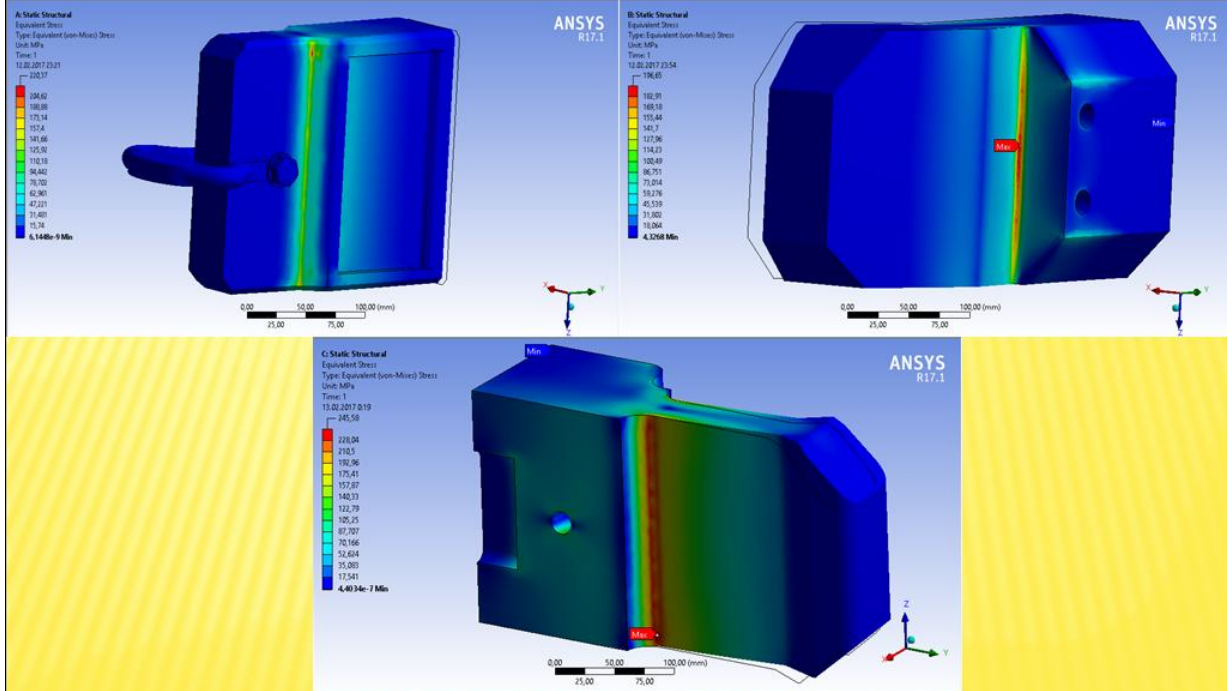 A: Static Structural
Equivalent Stress
Type: Equivalent (von-Mises) Stress
Unit: MPa
Time: 1
12.02.2017 23:21
220,37
204,62
188,88
173,14
157,4
141,66
125,92
110,18
94,442
78,702
62,961
47,221
31,481
15,74
6,1448e-9 Min
ANSYS
R17.1
0,00
50,00
100,00 (mm)
25,00
75,00
X
Y
Z
B: Static Structural
Equivalent Stress
Type: Equivalent (von-Mises) Stress
Unit: MPa
Time: 1
12.02.2017 23:54
196,65
182,91
169,18
155,44
141,7
127,96
114,23
100,49
86,751
73,014
59,276
45,539
31,802
18,064
4,3268 Min
ANSYS
R17.1
Max
Min
0,00
50,00
100,00 (mm)
25,00
75,00
X
Y
Z
C: Static Structural
Equivalent Stress
Type: Equivalent (von-Mises) Stress
Unit: MPa
Time: 1
13.02.2017 0:19
245,58
228,04
210,5
192,96
175,41
157,87
140,33
122,79
105,25
87,707
70,166
52,624
35,083
17,541
4,4034e-7 Min
Min
ANSYS
R17.1
Max
0,00
50,00
100,00 (mm)
25,00
75,00
Z
X
Y